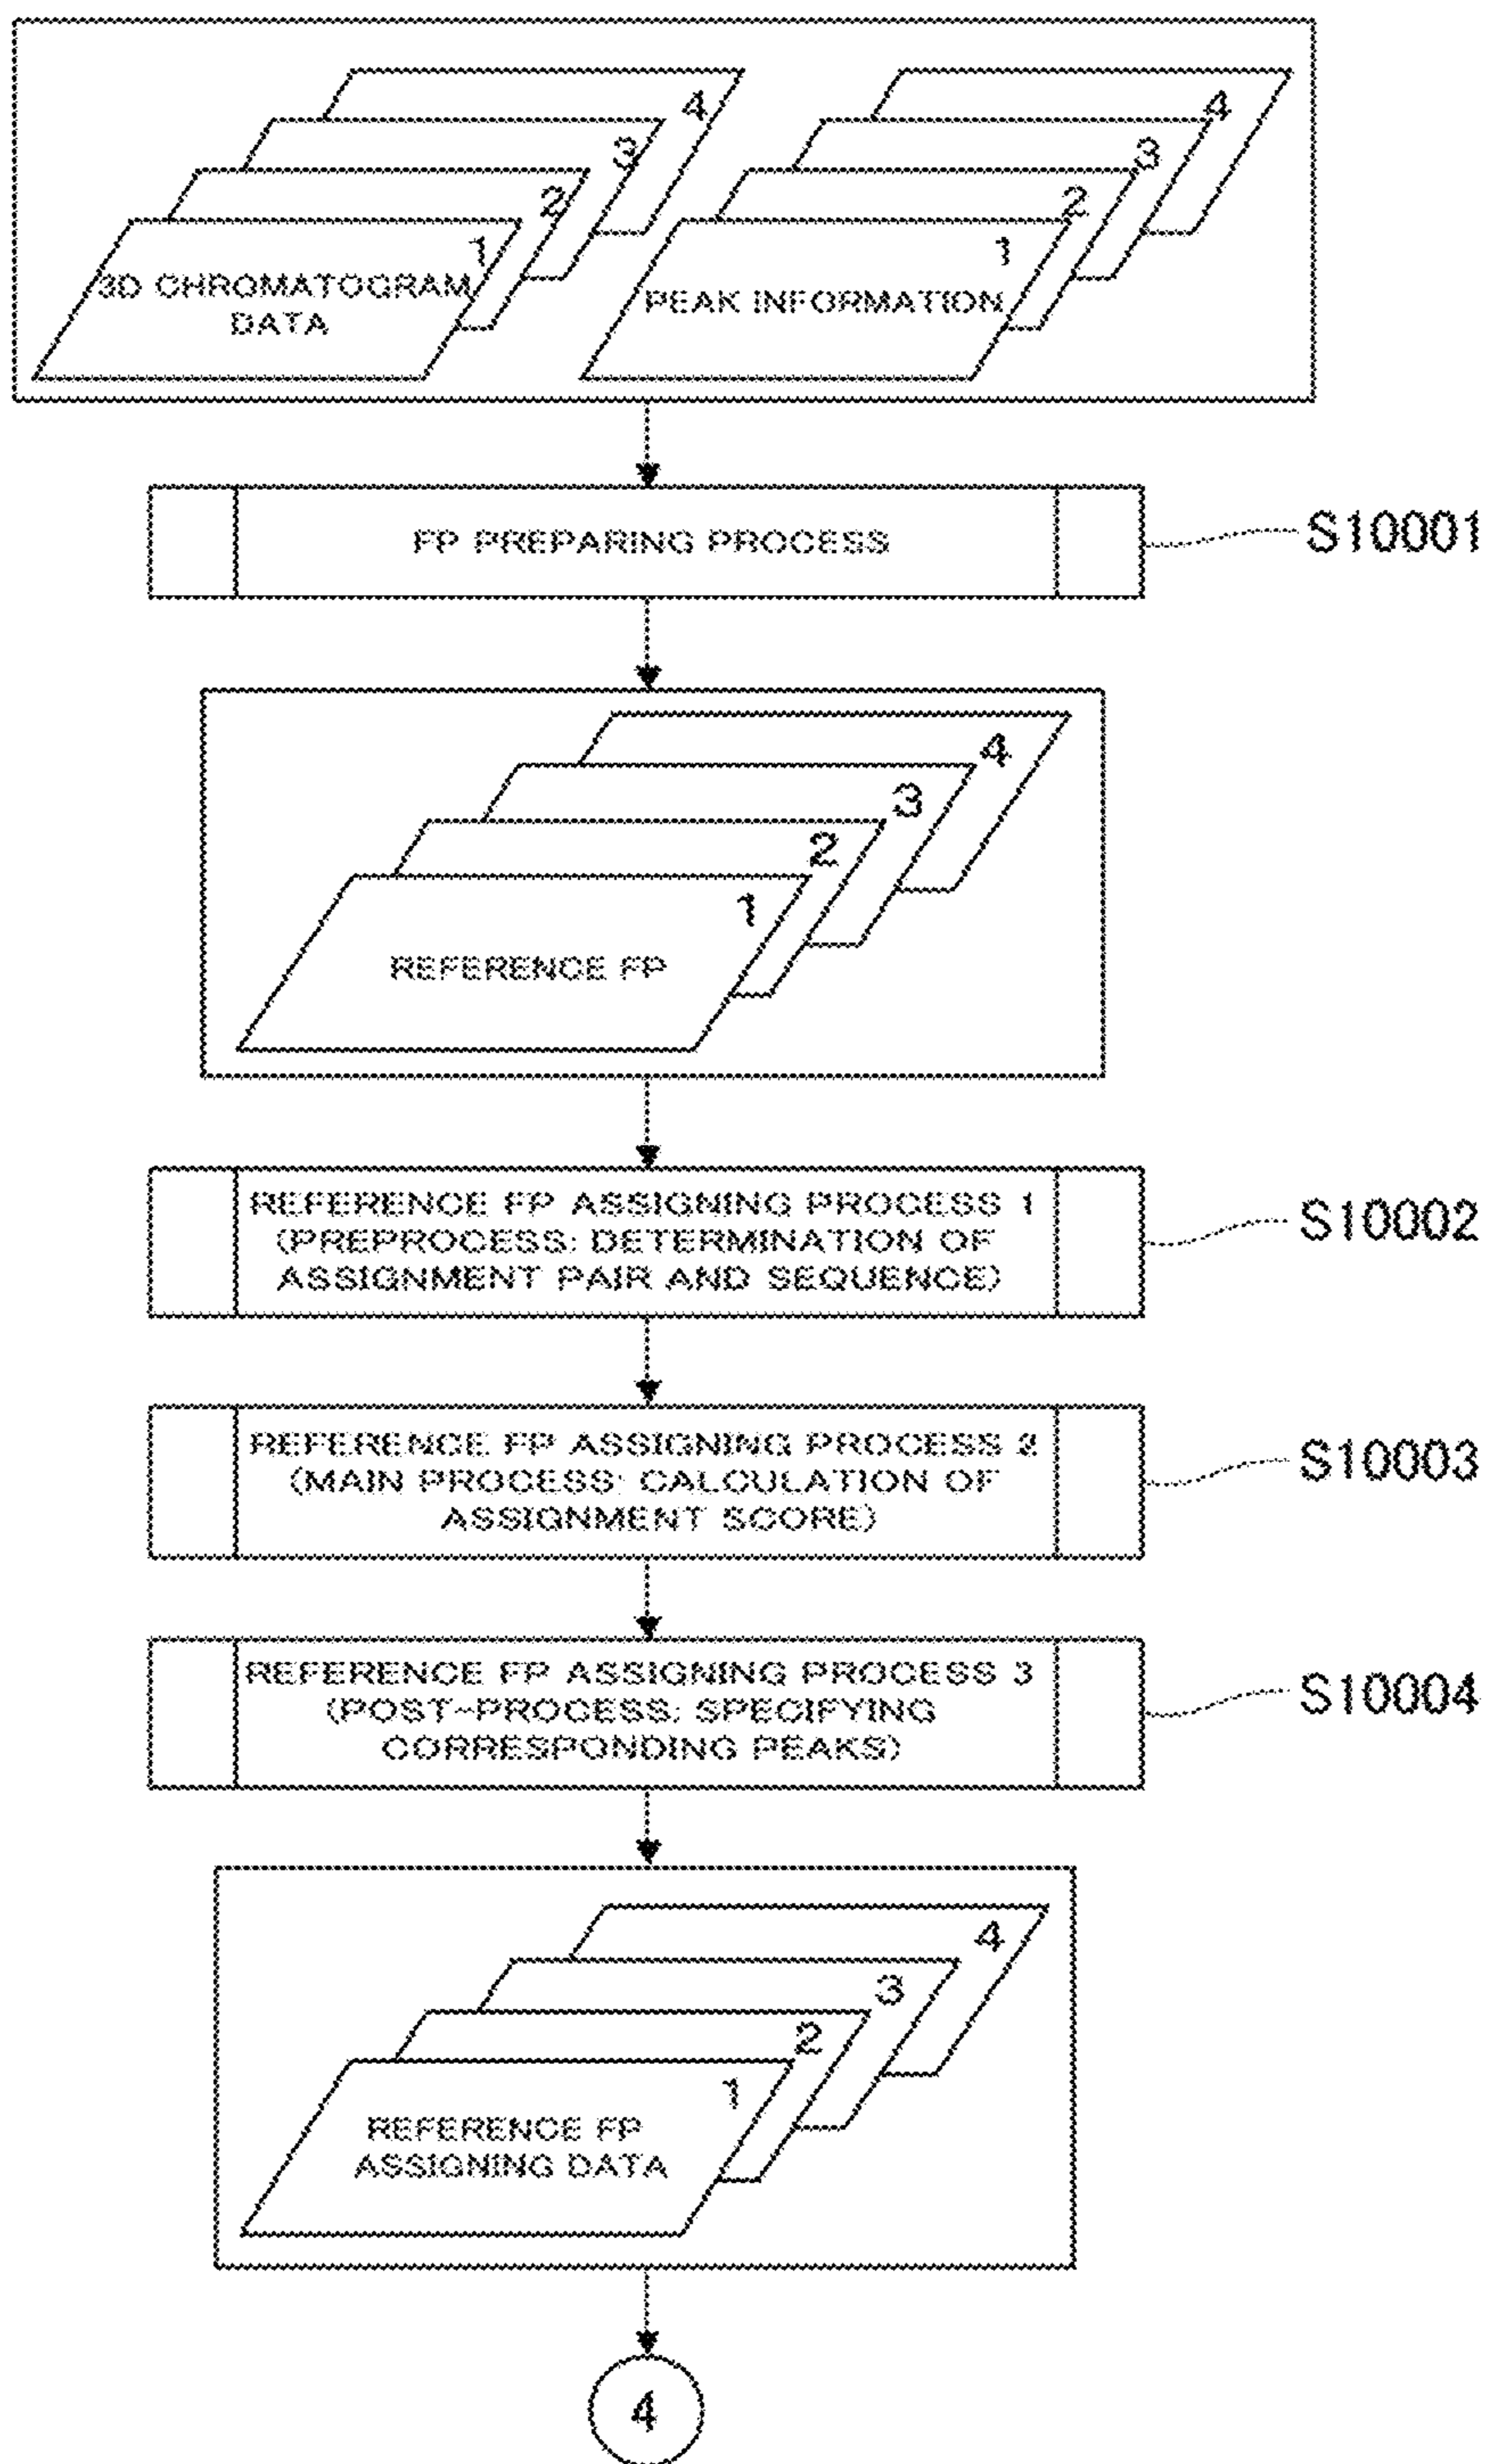 4
4
3
3
2
2
1
1
3D CHROMATOGRAM
DATA
PEAK INFORMATION
FP PREPARING PROCESS
S10001
4
3
2
1
REFERENCE FP
REFERENCE FP ASSIGNING PROCESS 1
(PREPROCESS: DETERMINATION OF
ASSIGNMENT PAIR AND SEQUENCE)
S10002
REFERENCE FP ASSIGNING PROCESS 2
(MAIN PROCESS: CALCULATION OF
ASSIGNMENT SCORE)
S10003
REFERENCE FP ASSIGNING PROCESS 3
(POST-PROCESS: SPECIFYING
CORRESPONDING PEAKS)
S10004
4
3
2
1
REFERENCE FP
ASSIGNING DATA
4